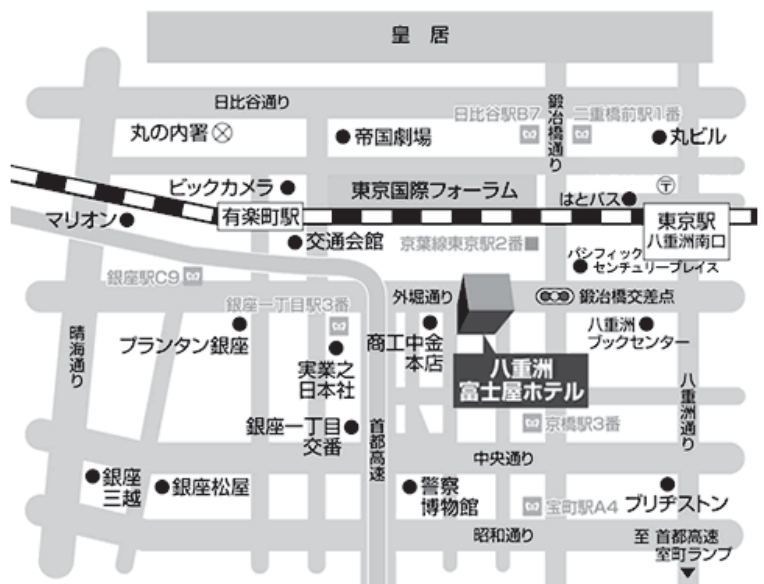 皇居
日比谷通り
日比谷駅B7
鍛冶橋通り
二重橋前駅1番
丸の内署
帝国劇場
丸ビル
ビックカメラ
東京国際フォーラム
はとバス
〒
マリオン
有楽町駅
東京駅
八重洲南口
交通会館
京葉線東京駅2番
パシフィック
センチュリープレイス
銀座駅C9
銀座一丁目駅3番
外堀通り
鍛冶橋交差点
晴海通り
プランタン銀座
実業之
日本社
商工中金
本店
八重洲
富士屋ホテル
八重洲
ブックセンター
八重洲通り
銀座一丁目
交番
首都高速
京橋駅3番
中央通り
銀座
三越
銀座松屋
警察
博物館
宝町駅A4
ブリヂストン
昭和通り
至 首都高速
室町ランプ